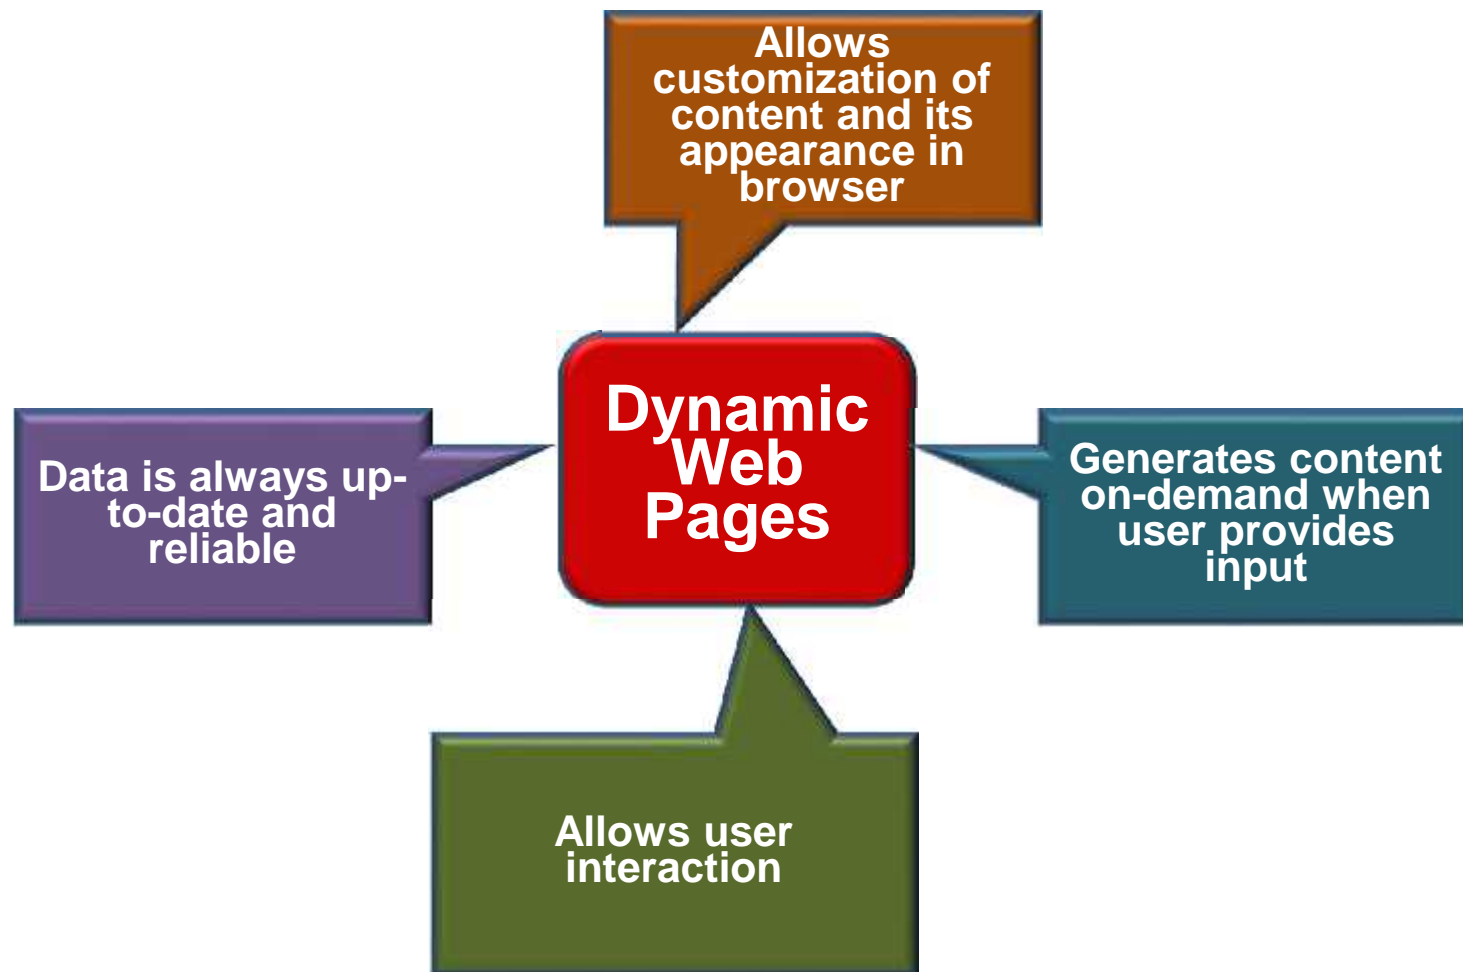 Allows
customization of
content and its
appearance in
browser
Dynamic
Web
Pages
Data is always up-
to-date and
reliable
Generates content
on-demand when
user provides
input
Allows user
interaction